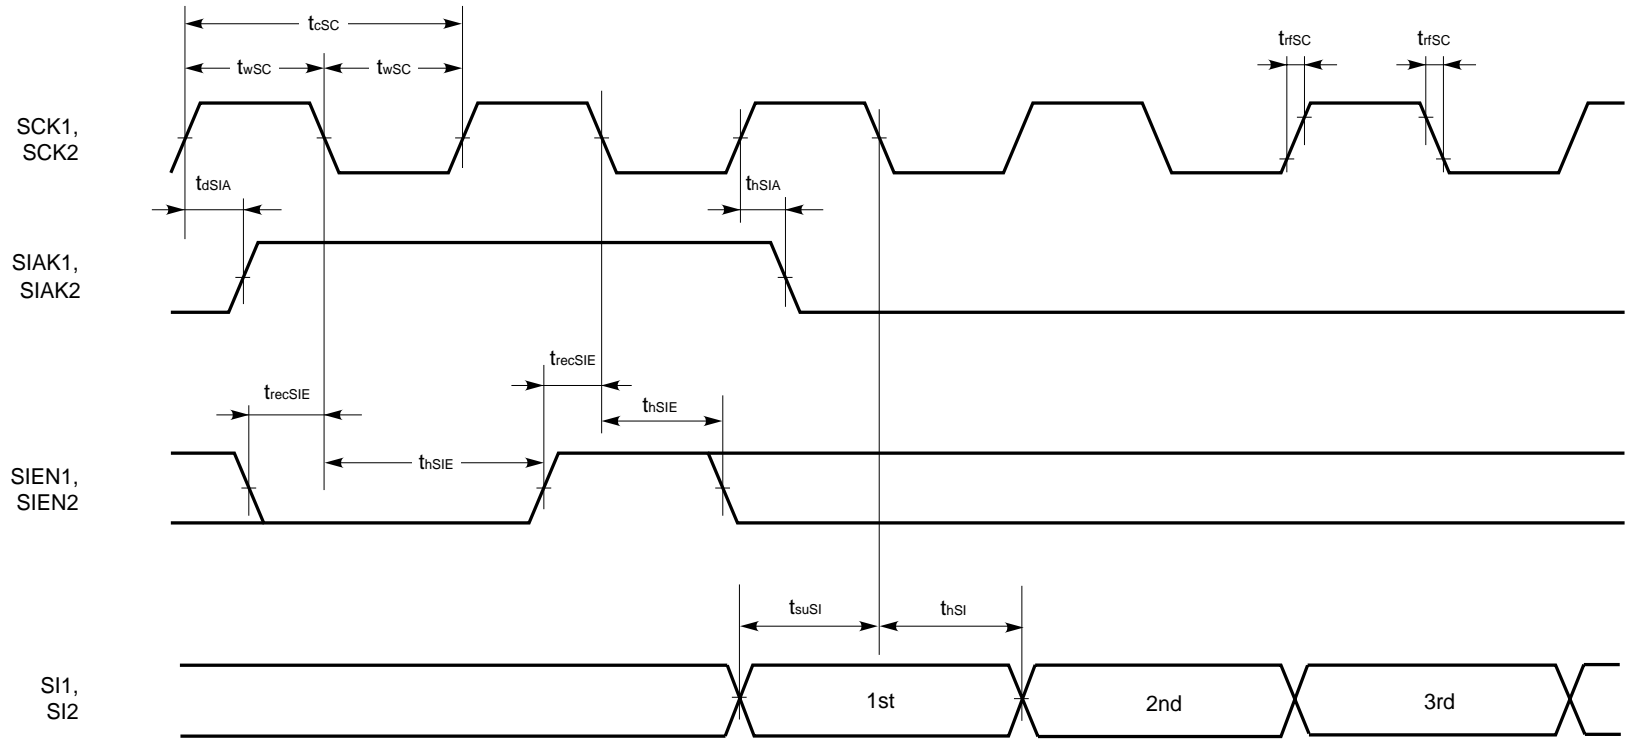 tcSC
twSC
twSC
trfSC
trfSC
SCK1,
SCK2
tdSIA
thSIA
SIAK1,
SIAK2
trecSIE
trecSIE
thSIE
thSIE
SIEN1,
SIEN2
tsuSI
thSI
SI1,
SI2
1st
2nd
3rd